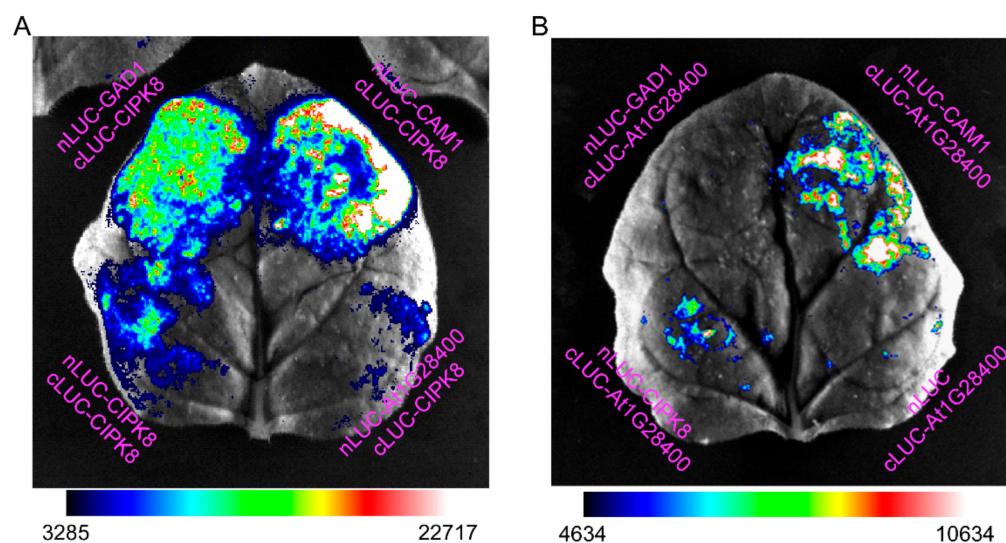 A
nLUC-GAD1
cLUC-CIPK8
nLUC-CAM1
cLUC-CIPK8
nLUC-CIPK8
cLUC-CIPK8
nLUC-At1G28400
cLUC-CIPK8
3285
22717
B
nLUC-GAD1
cLUC-At1G28400
nLUC-CAM1
cLUC-At1G28400
nLUC-CIPK8
cLUC-At1G28400
nLUC
cLUC-At1G28400
4634
10634